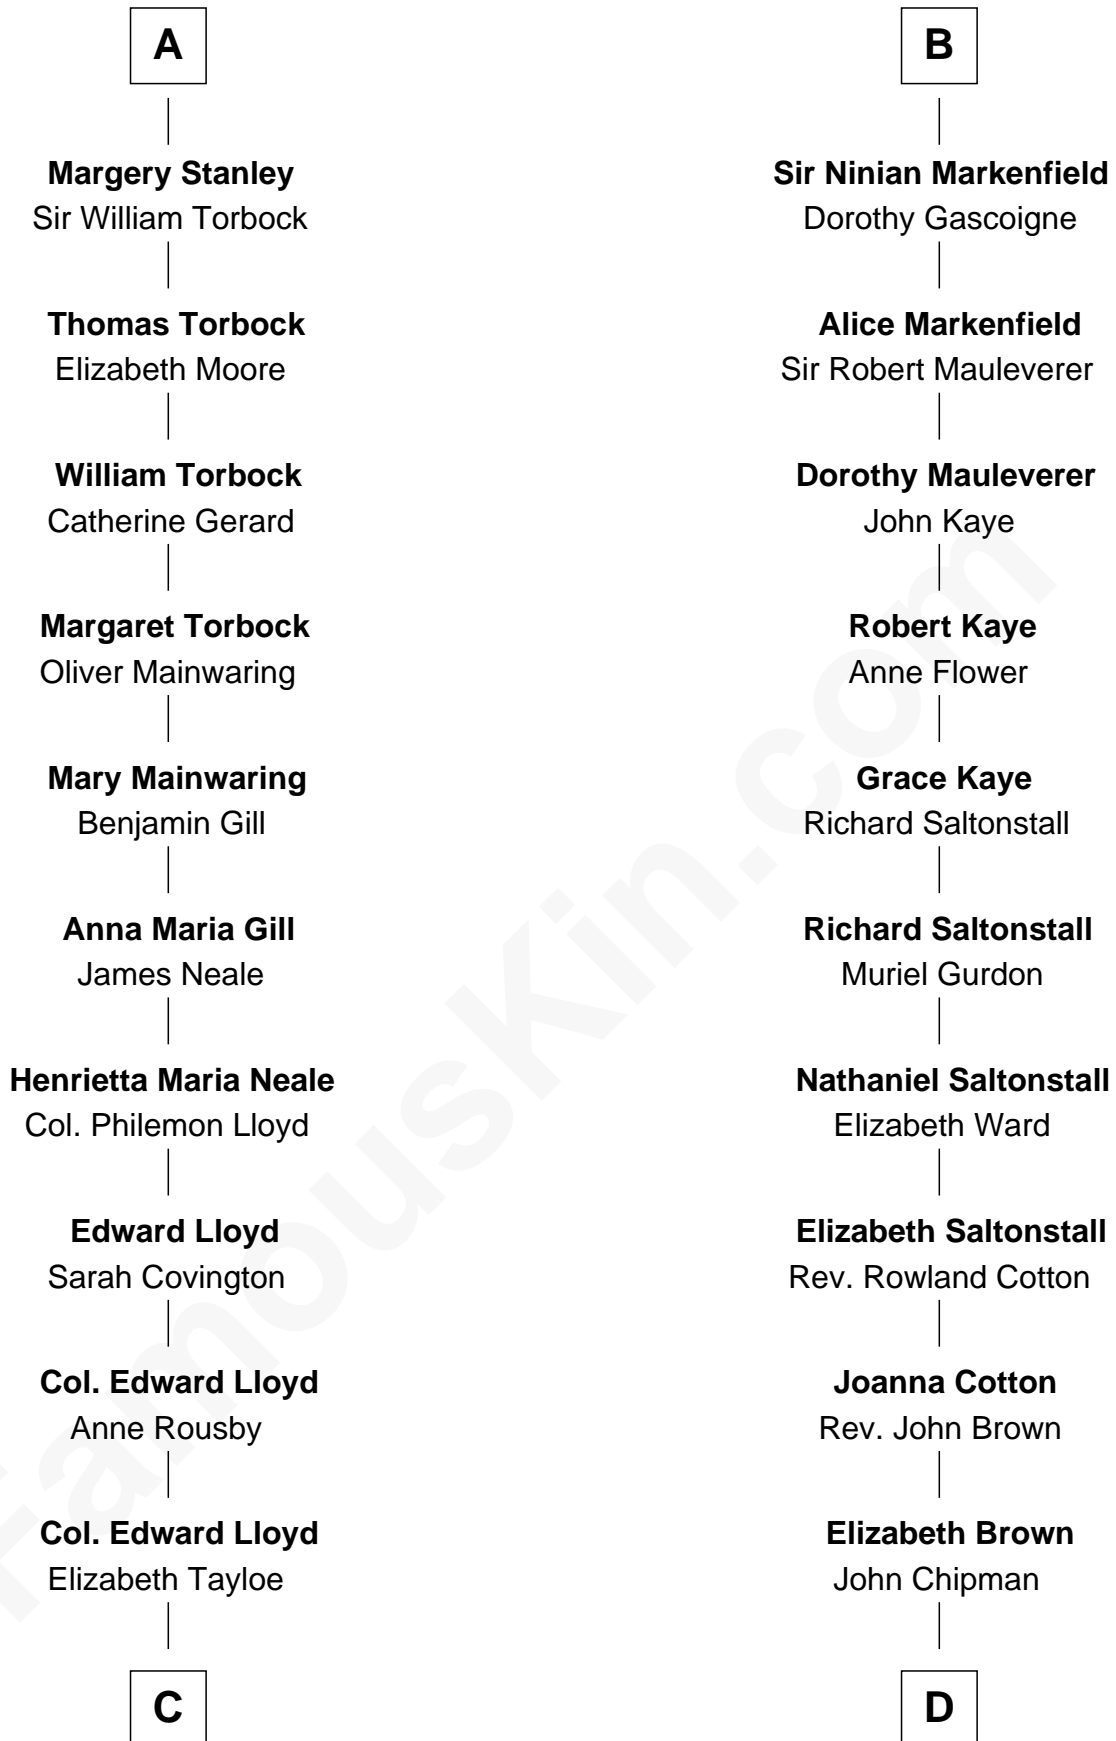 A
Margery Stanley
Sir William Torbock
Thomas Torbock
Elizabeth Moore
William Torbock
Catherine Gerard
Margaret Torbock
Oliver Mainwaring
Mary Mainwaring
Benjamin Gill
Anna Maria Gill
James Neale
Henrietta Maria Neale
Col. Philemon Lloyd
Edward Lloyd
Sarah Covington
Col. Edward Lloyd
Anne Rousby
Col. Edward Lloyd
Elizabeth Tayloe
C
B
Sir Ninian Markenfield
Dorothy Gascoigne
Alice Markenfield
Sir Robert Mauleverer
Dorothy Mauleverer
John Kaye
Robert Kaye
Anne Flower
Grace Kaye
Richard Saltonstall
Richard Saltonstall
Muriel Gurdon
Nathaniel Saltonstall
Elizabeth Ward
Elizabeth Saltonstall
Rev. Rowland Cotton
Joanna Cotton
Rev. John Brown
Elizabeth Brown
John Chipman
D
FamousKin.com